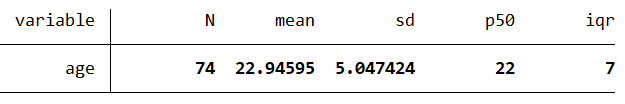 variable N mean sd p50 iqr
age 74 22.94595 5.047424 22 7